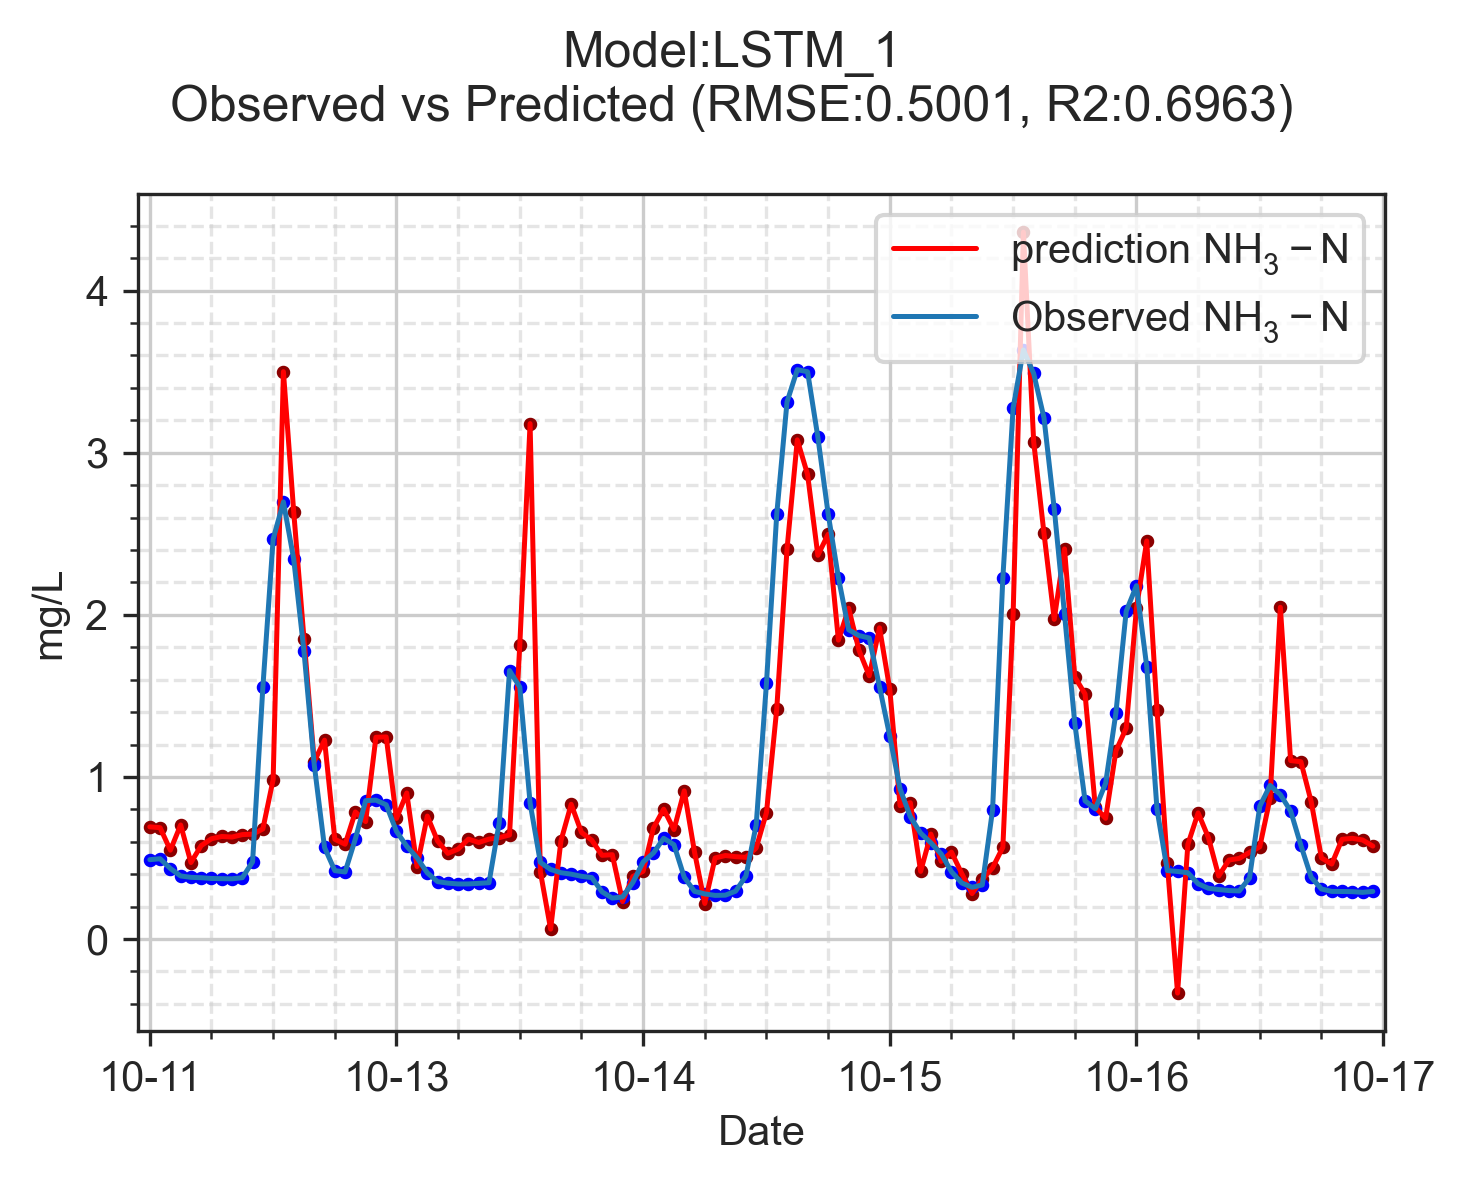 Model:LSTM_1
Observed vs Predicted (RMSE:0.5001, R2:0.6963)
prediction NH₃ − N
Observed NH₃ − N
4
3
2
1
0
mg/L
10-11 10-13 10-14 10-15 10-16 10-17
Date